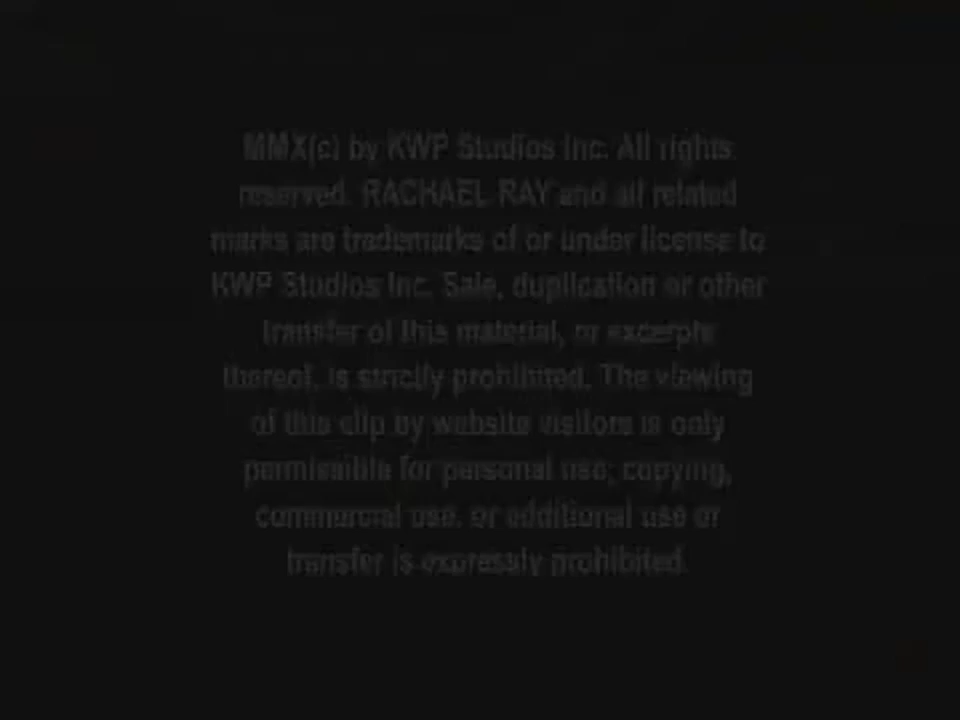 MMX(c) by KWP Studios Inc. All rights
reserved. RACHAEL RAY and all related
marks are trademarks of or under license to
KWP Studios Inc. Sale, duplication or other
transfer of this material, or excerpts
thereof, is strictly prohibited. The viewing
of this clip by website visitors is only
permissible for personal use; copying,
commercial use, or additional use or
transfer is expressly prohibited.